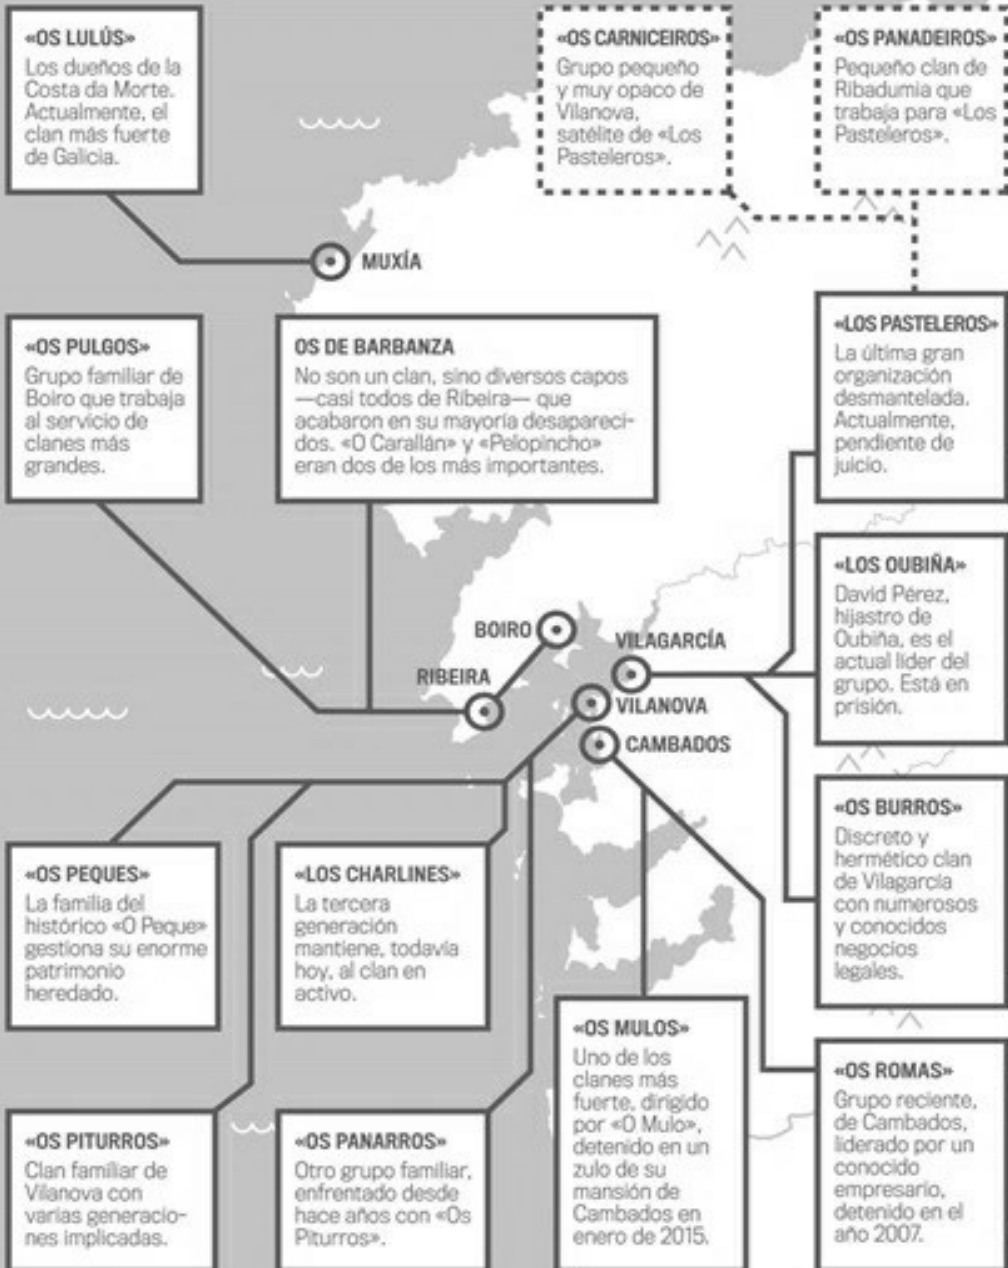 «OS LULÚS»
Los dueños de la
Costa da Morte.
Actualmente, el
clan más fuerte
de Galicia.
«OS CARNICEIROS»
Grupo pequeño
y muy opaco de
Vilanova,
satélite de «Los
Pasteleros».
«OS PANADEIROS»
Pequeño clan de
Ribadumia que
trabaja para «Los
Pasteleros».
MUXÍA
«OS PULGOS»
Grupo familiar de
Boiro que trabaja
al servicio de
clanes más
grandes.
OS DE BARBANZA
No son un clan, sino diversos capos
—casi todos de Ribeira— que
acabaron en su mayoría desapareci-
dos. «O Carallán» y «Pelopincho»
eran dos de los más importantes.
«LOS PASTELEROS»
La última gran
organización
desmantelada.
Actualmente,
pendiente de
juicio.
«LOS OUBIÑA»
David Pérez,
hijastro de
Oubiña, es el
actual líder del
grupo. Está en
prisión.
BOIRO
VILAGARCÍA
RIBEIRA
VILANOVA
CAMBADOS
«OS BURROS»
Discreto y
hermético clan
de Vilagarcía
con numerosos
y conocidos
negocios
legales.
«OS PEQUES»
La familia del
histórico «O Peque»
gestiona su enorme
patrimonio
heredado.
«LOS CHARLINES»
La tercera
generación
mantiene, todavía
hoy, al clan en
activo.
«OS MULOS»
Uno de los
clanes más
fuerte, dirigido
por «O Mulo»,
detenido en un
zulo de su
mansión de
Cambados en
enero de 2015.
«OS ROMAS»
Grupo reciente,
de Cambados,
liderado por un
conocido
empresario,
detenido en el
año 2007.
«OS PITURROS»
Clan familiar de
Vilanova con
varias generacio-
nes implicadas.
«OS PANARROS»
Otro grupo familiar,
enfrentado desde
hace años con «Os
Piturros».